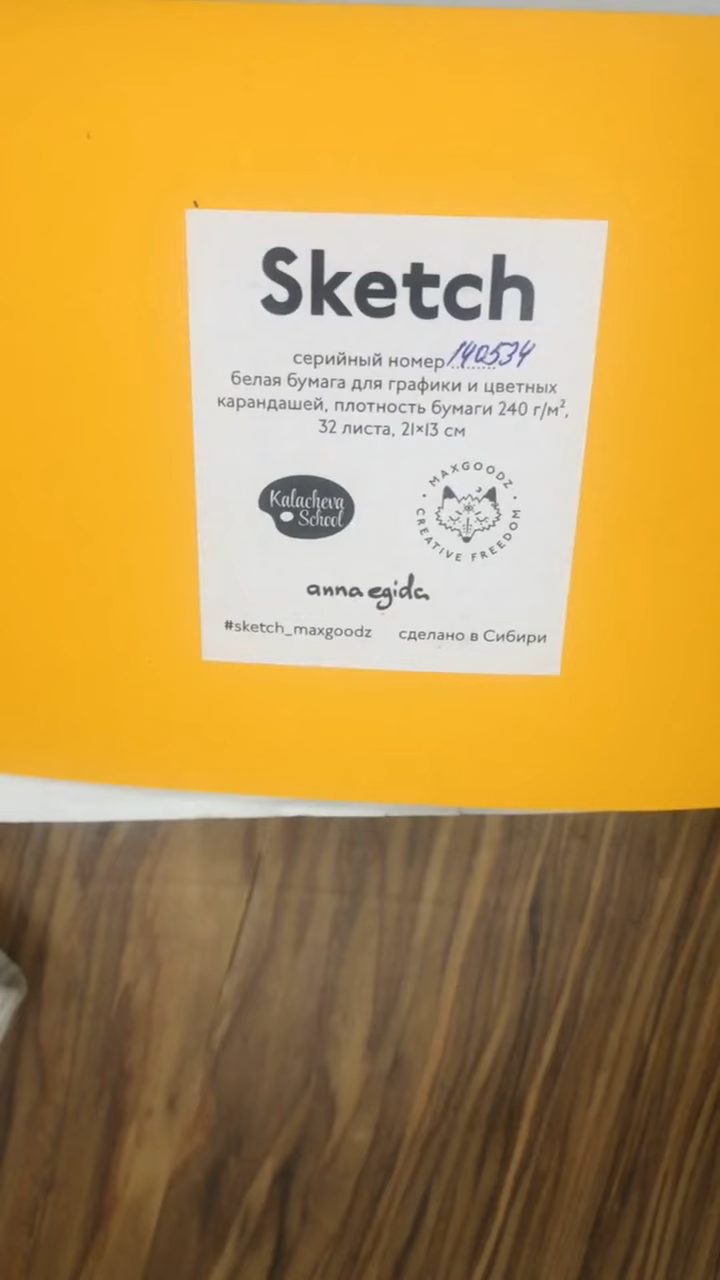 Sketch
серийный номер 140534
белая бумага для графики и цветных
карандашей, плотность бумаги 240 г/м²,
32 листа, 21×13 см
Kalacheva
School
MAXGOODZ
CREATIVE FREEDOM
anna egida
#sketch_maxgoodz сделано в Сибири